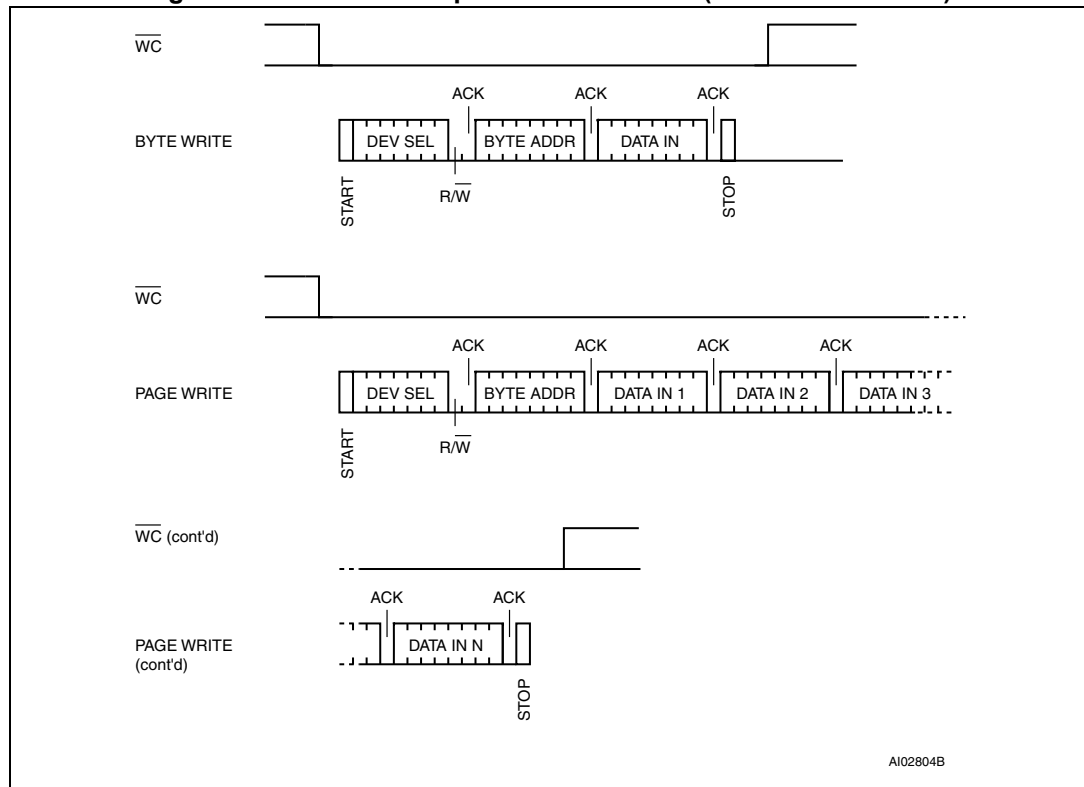 WC
ACK ACK ACK
BYTE WRITE
DEV SEL BYTE ADDR DATA IN
R/W
START
STOP
WC
ACK ACK ACK ACK
PAGE WRITE
DEV SEL BYTE ADDR DATA IN 1 DATA IN 2 DATA IN 3
R/W
START
WC (cont'd)
ACK ACK
PAGE WRITE
(cont'd)
DATA IN N
STOP
AI02804B